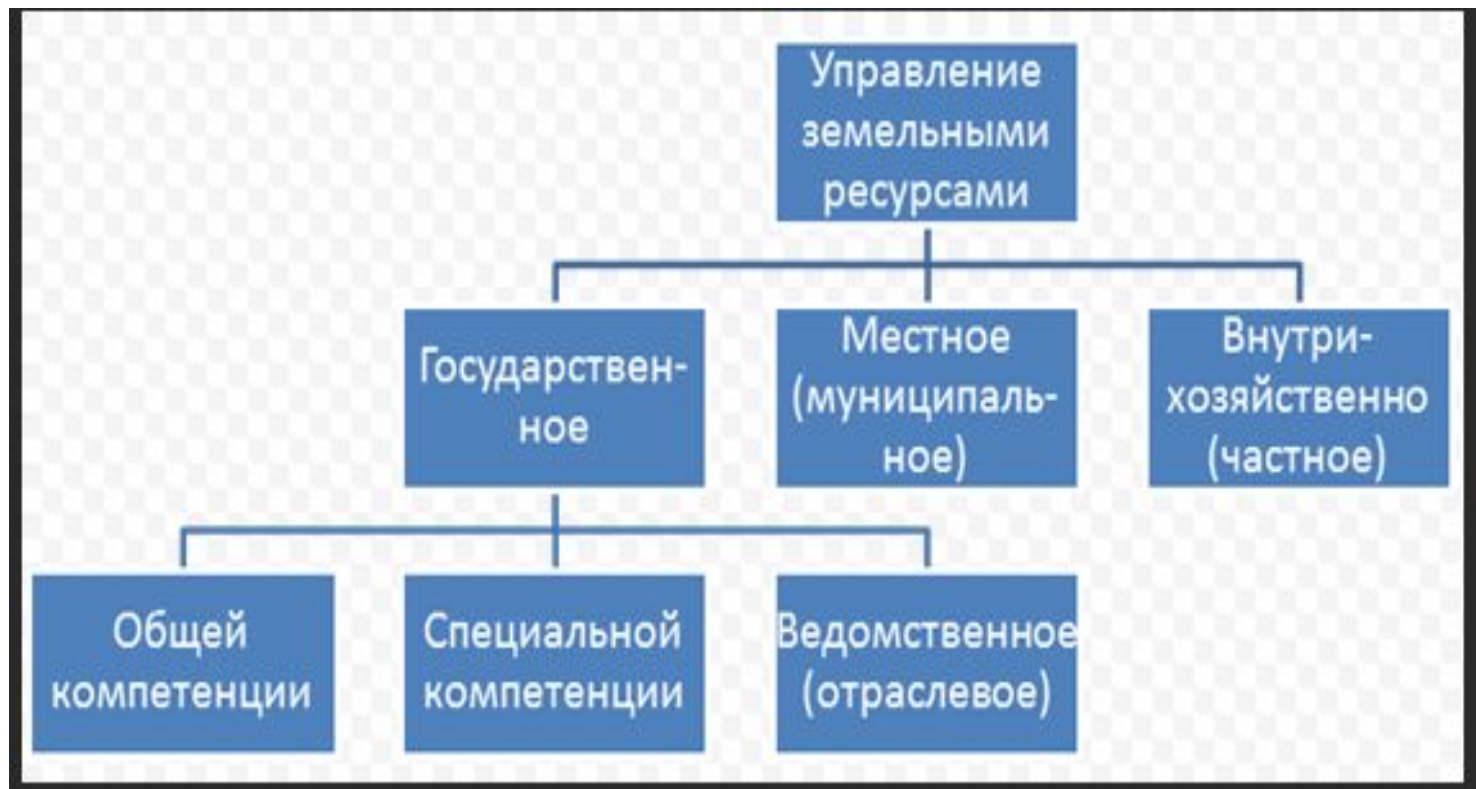 Управление
земельными
ресурсами
Государствен-
ное
Местное
(муниципаль-
ное)
Внутри-
хозяйственно
(частное)
Общей
компетенции
Специальной
компетенции
Ведомственное
(отраслевое)